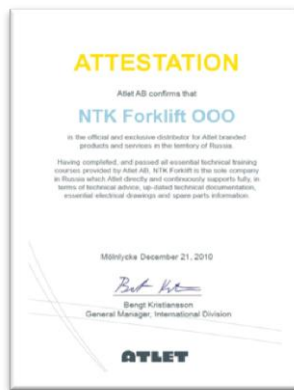 ATTESTATION
Atlet AB confirms that
NTK Forklift OOO
is the official and exclusive distributor for Atlet branded
products and services in the territory of Russia.
Having completed, and passed all essential technical training
courses provided by Atlet AB, NTK Forklift is the sole company
in Russia which Atlet directly and continuously supports fully, in
terms of technical advice, up-dated technical documentation,
essential electrical drawings and spare parts information.
Mölnlycke December 21, 2010
Bengt Kristiansson
General Manager, International Division
ATLET